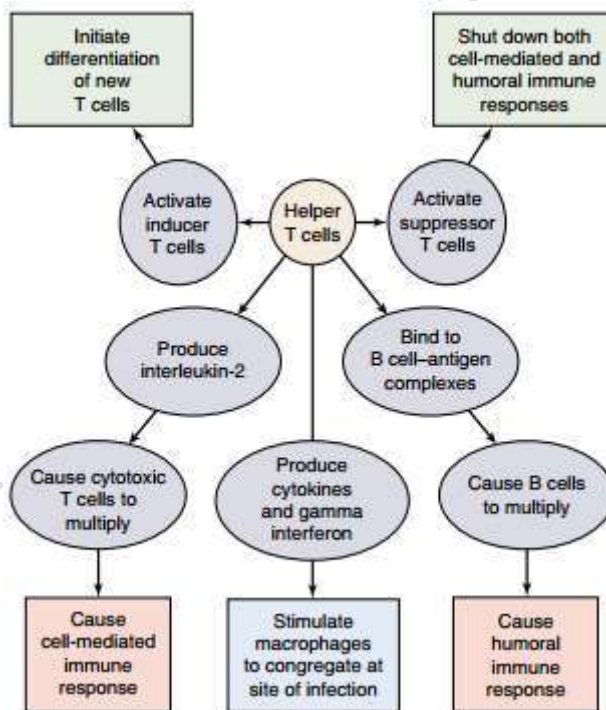 Initiate
differentiation
of new
T cells
Shut down both
cell-mediated and
humoral immune
responses
Activate
inducer
T cells
Helper
T cells
Activate
suppressor
T cells
Produce
interleukin-2
Bind to
B cell–antigen
complexes
Cause cytotoxic
T cells to
multiply
Produce
cytokines
and gamma
interferon
Cause B cells
to multiply
Cause
cell-mediated
immune
response
Stimulate
macrophages
to congregate at
site of infection
Cause
humoral
immune
response